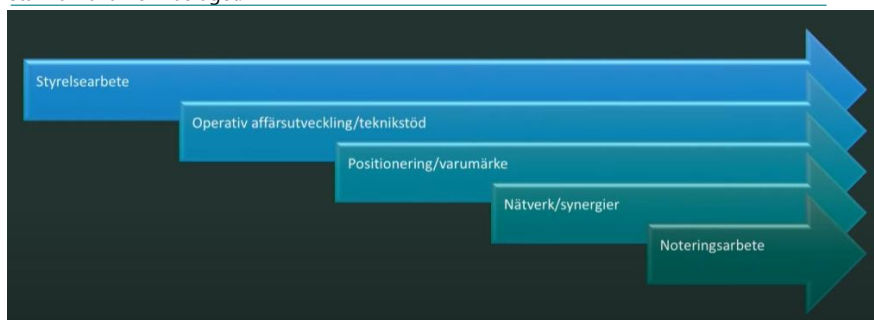 Styrelsearbete
Operativ affärsutveckling/teknikstöd
Positionering/varumärke
Nätverk/synergier
Noteringsarbete